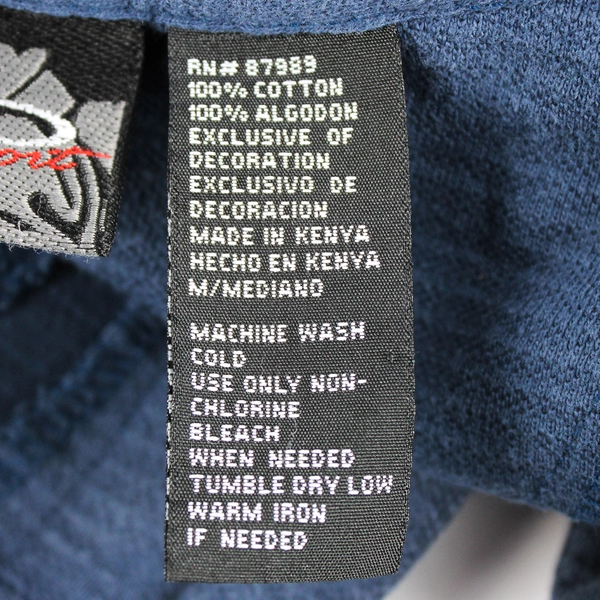 RN# 87989
100% COTTON
100% ALGODON
EXCLUSIVE OF
DECORATION
EXCLUSIVO DE
DECORACION
MADE IN KENYA
HECHO EN KENYA
M/MEDIANO
MACHINE WASH
COLD
USE ONLY NON-
CHLORINE
BLEACH
WHEN NEEDED
TUMBLE DRY LOW
WARM IRON
IF NEEDED